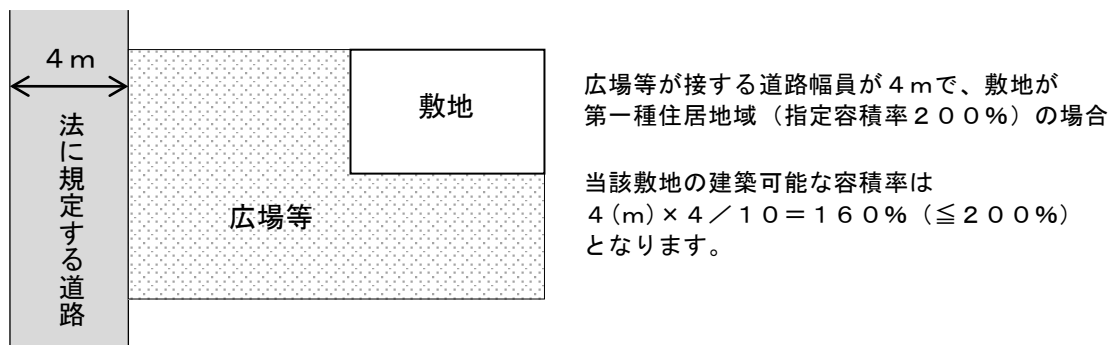 ４ｍ
法に規定する道路
敷地
広場等
広場等が接する道路幅員が４ｍで、敷地が
第一種住居地域（指定容積率２００％）の場合
当該敷地の建築可能な容積率は
４(ｍ)×４／１０＝１６０％（≦２００％）
となります。